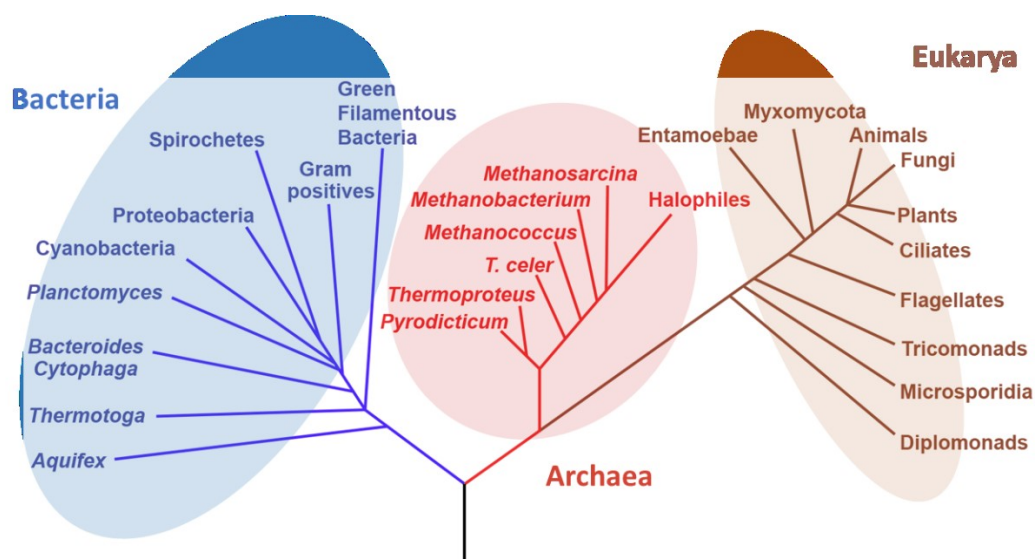 Bacteria
Green
Filamentous
Bacteria
Spirochetes
Gram
positives
Proteobacteria
Cyanobacteria
Planctomyces
Bacteroides
Cytophaga
Thermotoga
Aquifex
Archaea
Methanosarcina
Methanobacterium
Halophiles
Methanococcus
T. celer
Thermoproteus
Pyrodicticum
Eukarya
Myxomycota
Entamoebae
Animals
Fungi
Plants
Ciliates
Flagellates
Tricomonads
Microsporidia
Diplomonads